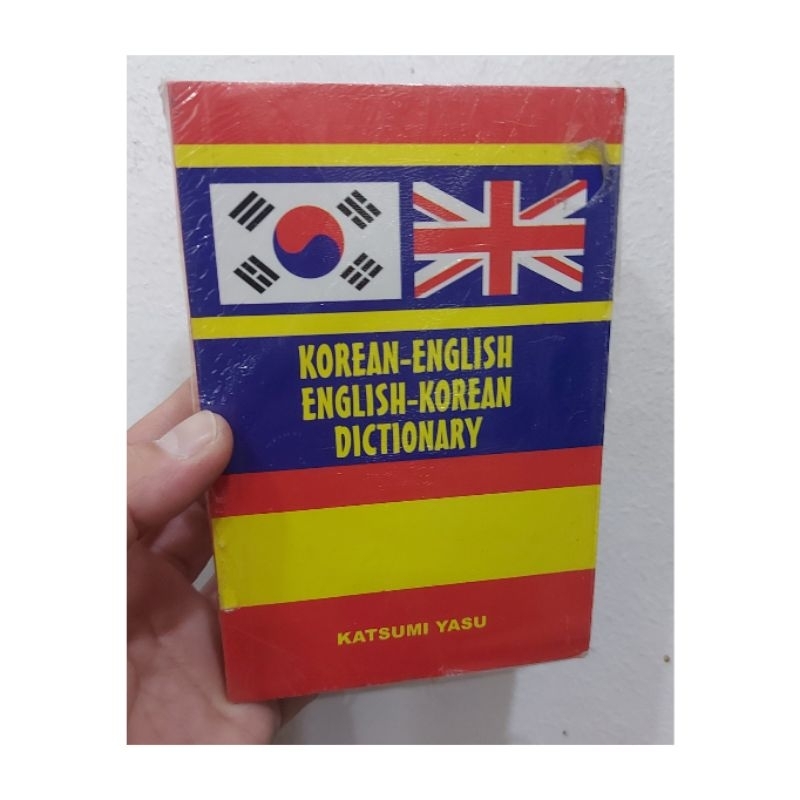 KOREAN-ENGLISH
ENGLISH-KOREAN
DICTIONARY
KATSUMI YASU